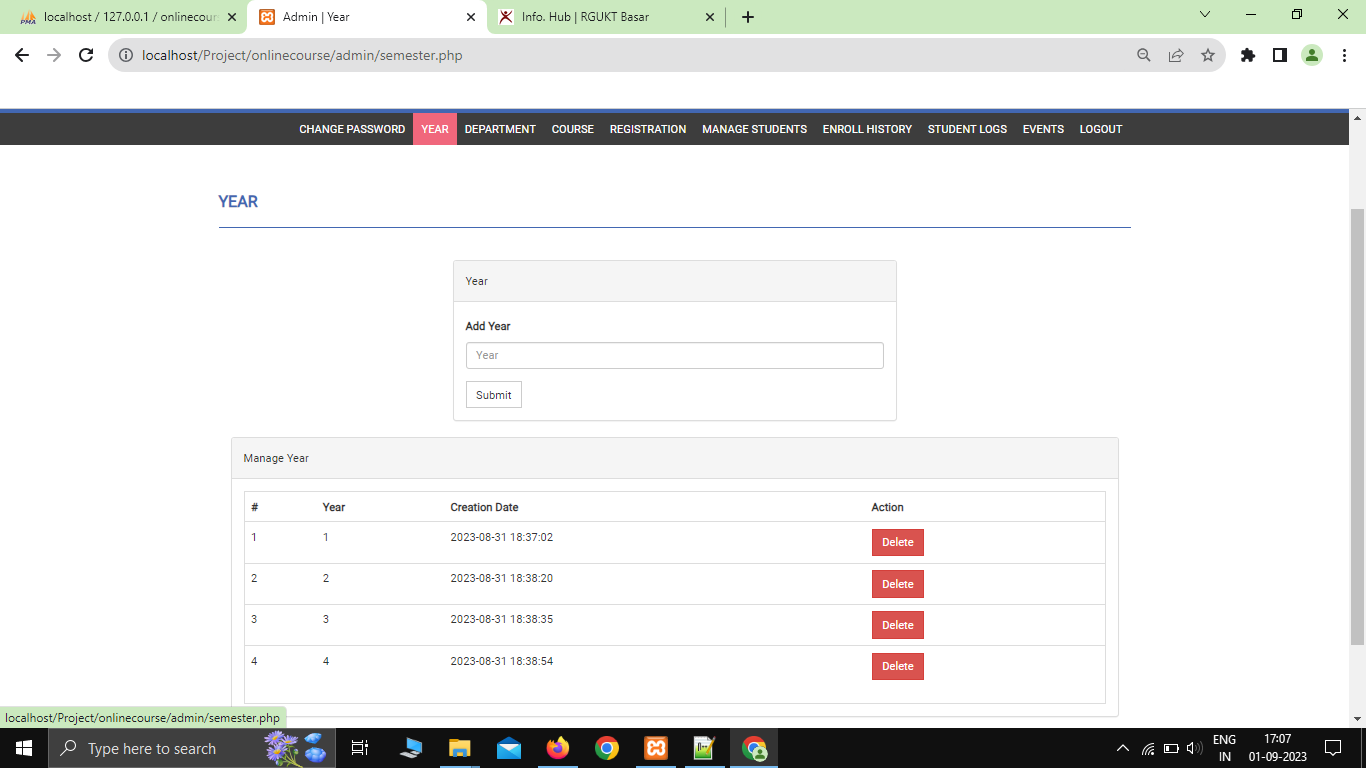 localhost / 127.0.0.1 / onlinecour
Admin | Year
Info. Hub | RGUKT Basar
localhost/Project/onlinecourse/admin/semester.php
CHANGE PASSWORD YEAR DEPARTMENT COURSE REGISTRATION MANAGE STUDENTS ENROLL HISTORY STUDENT LOGS EVENTS LOGOUT
YEAR
Year
Add Year
Year
Submit
Manage Year
# Year Creation Date Action
1 1 2023-08-31 18:37:02 Delete
2 2 2023-08-31 18:38:20 Delete
3 3 2023-08-31 18:38:35 Delete
4 4 2023-08-31 18:38:54 Delete
localhost/Project/onlinecourse/admin/semester.php
Type here to search
ENG
IN
17:07
01-09-2023